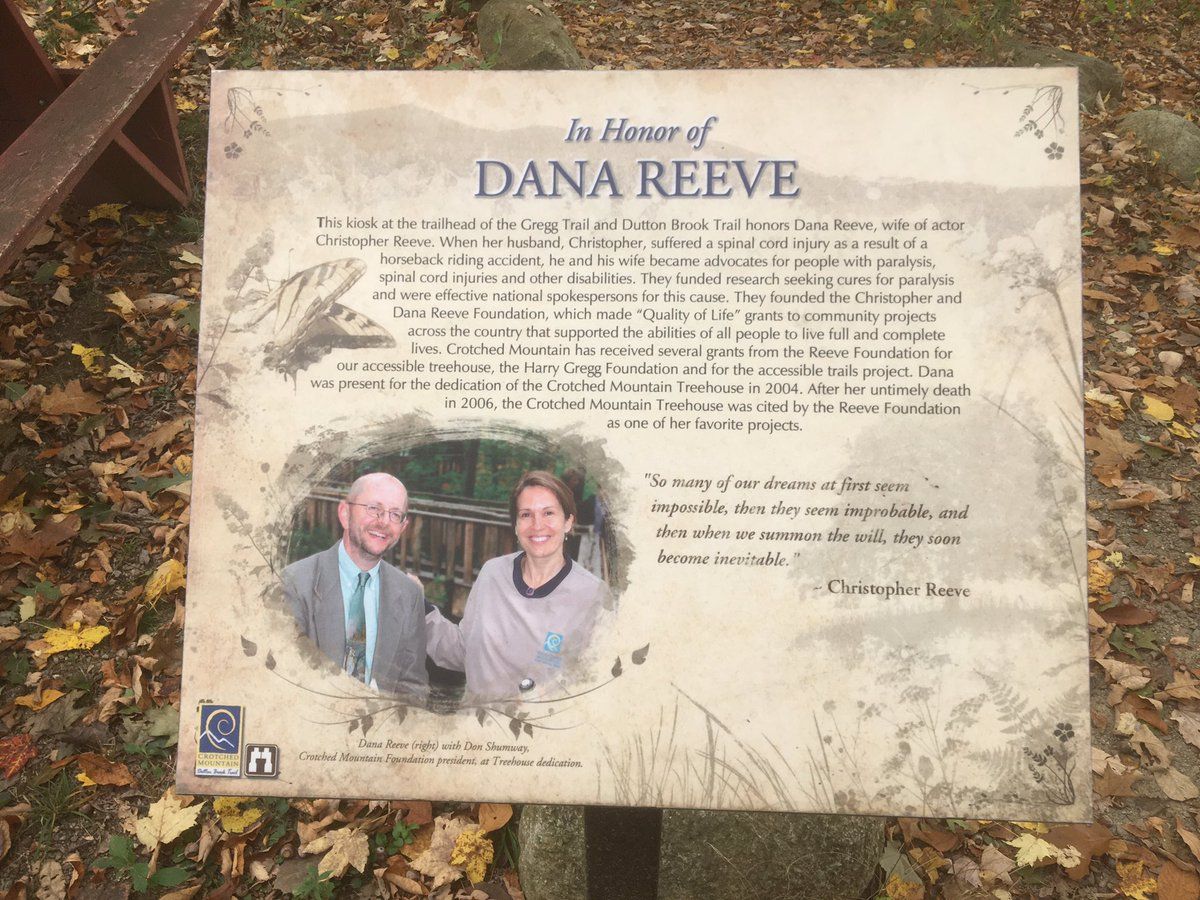 In Honor of
DANA REEVE
This kiosk at the trailhead of the Gregg Trail and Dutton Brook Trail honors Dana Reeve, wife of actor
Christopher Reeve. When her husband, Christopher, suffered a spinal cord injury as a result of a
horseback riding accident, he and his wife became advocates for people with paralysis,
spinal cord injuries and other disabilities. They funded research seeking cures for paralysis
and were effective national spokespersons for this cause. They founded the Christopher and
Dana Reeve Foundation, which made “Quality of Life” grants to community projects
across the country that supported the abilities of all people to live full and complete
lives. Crotched Mountain has received several grants from the Reeve Foundation for
our accessible treehouse, the Harry Gregg Foundation and for the accessible trails project. Dana
was present for the dedication of the Crotched Mountain Treehouse in 2004. After her untimely death
in 2006, the Crotched Mountain Treehouse was cited by the Reeve Foundation
as one of her favorite projects.
"So many of our dreams at first seem
impossible, then they seem improbable, and
then when we summon the will, they soon
become inevitable."
~ Christopher Reeve
Dana Reeve (right) with Don Shumway,
Crotched Mountain Foundation president, at Treehouse dedication.
CROTCHED
MOUNTAIN
Dutton Brook Trail